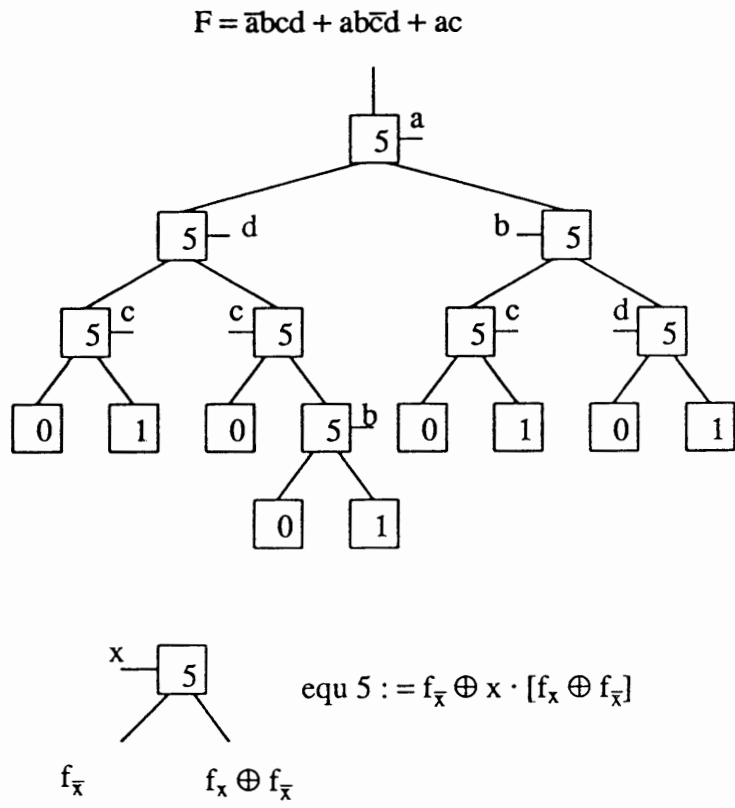 F = a̅bcd + abc̅d + ac
a
5
d
b
5
5
c
c
c
d
5
5
5
5
0
1
0
5
b
0
1
0
1
0
1
x
5
equ 5 : = f_x̅ ⊕ x · [f_x ⊕ f_x̅]
f_x̅
f_x ⊕ f_x̅